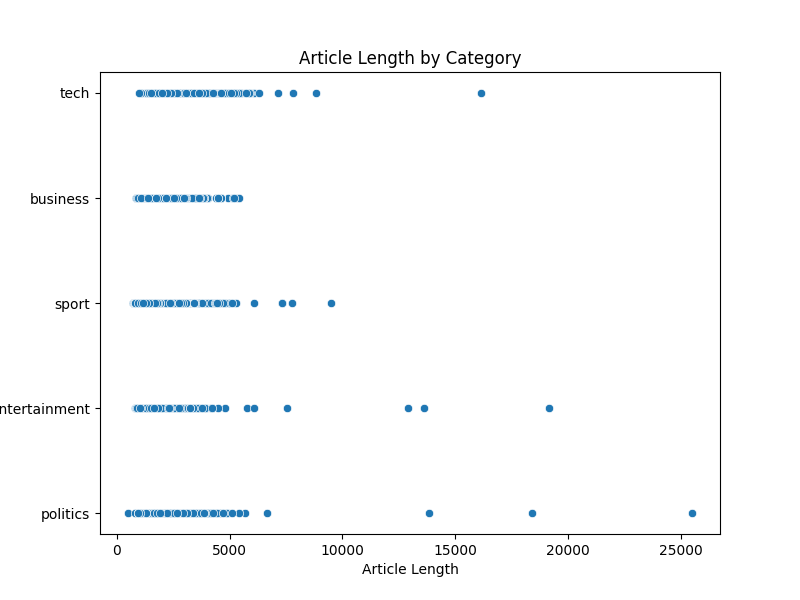 Article Length by Category
tech
business
sport
ntertainment
politics
0 5000 10000 15000 20000 25000
Article Length